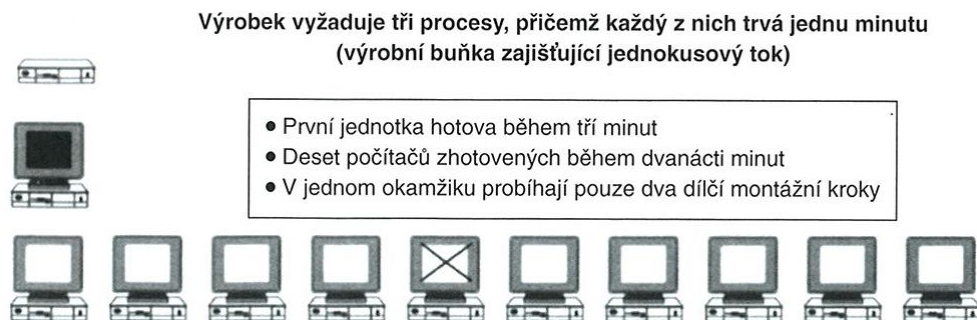 Výrobek vyžaduje tři procesy, přičemž každý z nich trvá jednu minutu
(výrobní buňka zajišťující jednokusový tok)
● První jednotka hotova během tří minut
● Deset počítačů zhotovených během dvanácti minut
● V jednom okamžiku probíhají pouze dva dílčí montážní kroky